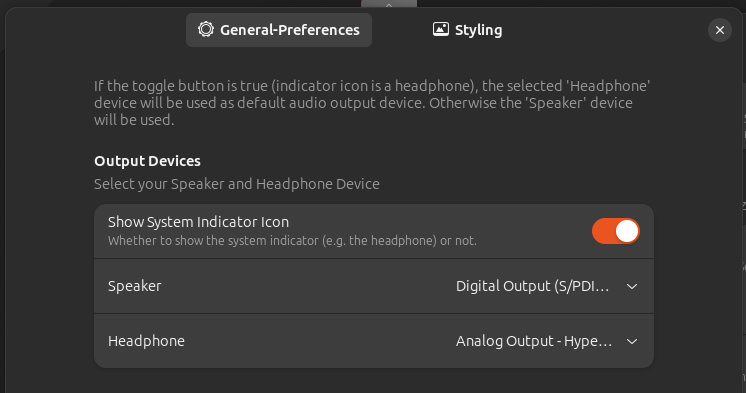 General-Preferences
Styling
If the toggle button is true (indicator icon is a headphone), the selected 'Headphone'
device will be used as default audio output device. Otherwise the 'Speaker' device
will be used.
Output Devices
Select your Speaker and Headphone Device
Show System Indicator Icon
Whether to show the system indicator (e.g. the headphone) or not.
Speaker
Digital Output (S/PDI...
Headphone
Analog Output - Hype...